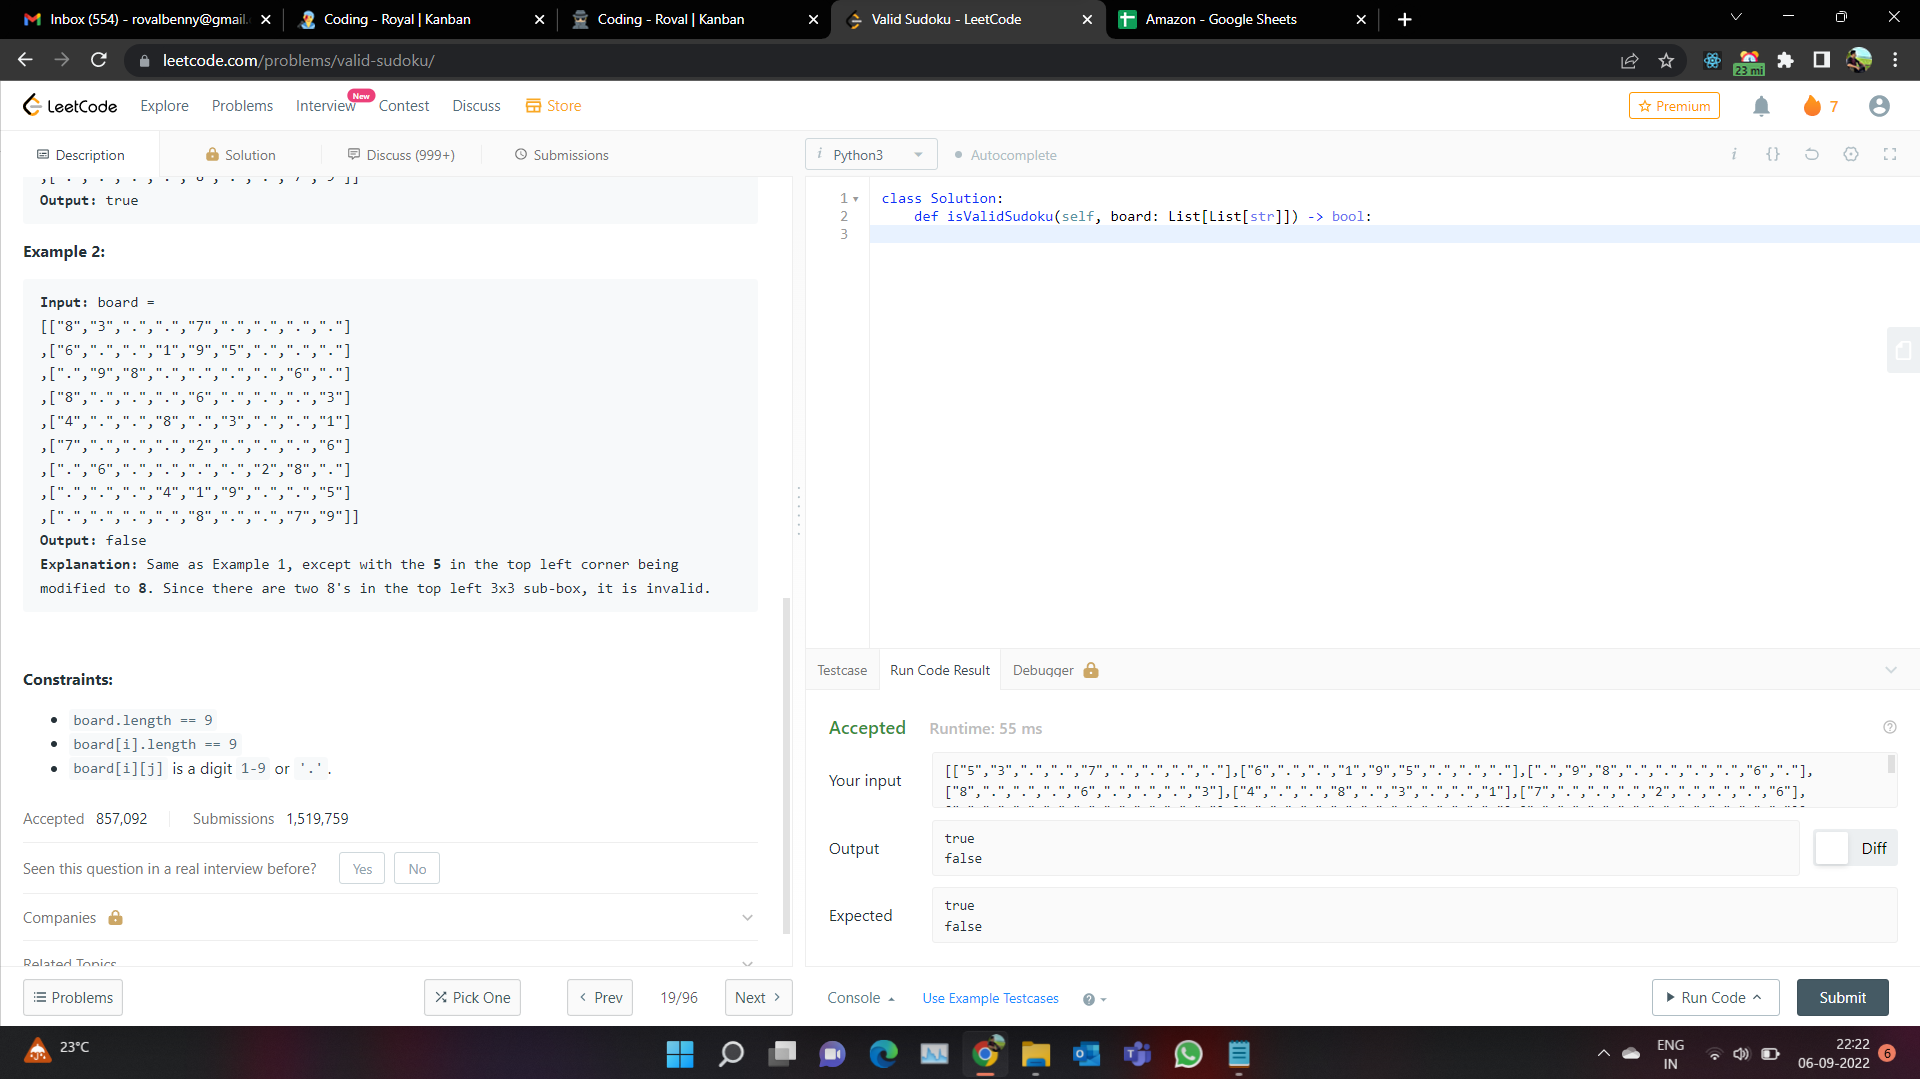 Inbox (554) - rovalbenny@gmail.
Coding - Royal | Kanban
Coding - Roval | Kanban
Valid Sudoku - LeetCode
Amazon - Google Sheets
leetcode.com/problems/valid-sudoku/
23 mi
LeetCode
Explore
Problems
Interview
New
Contest
Discuss
Store
Premium
7
Description
Solution
Discuss (999+)
Submissions
Python3
Autocomplete
Output: true
Example 2:
Input: board =
[["8","3",".",".","7",".",".",".","."]
,["6",".",".","1","9","5",".",".","."]
,[".","9","8",".",".",".",".","6","."]
,["8",".",".",".","6",".",".",".","3"]
,["4",".",".","8",".","3",".",".","1"]
,["7",".",".",".","2",".",".",".","6"]
,[".","6",".",".",".",".","2","8","."]
,[".",".",".","4","1","9",".",".","5"]
,[".",".",".",".","8",".",".","7","9"]]
Output: false
Explanation: Same as Example 1, except with the 5 in the top left corner being
modified to 8. Since there are two 8's in the top left 3x3 sub-box, it is invalid.
Constraints:
board.length == 9
board[i].length == 9
board[i][j] is a digit 1-9 or '.'.
Accepted 857,092 Submissions 1,519,759
Seen this question in a real interview before? Yes No
Companies
Related Topics
Problems
Pick One
Prev
19/96
Next
1 class Solution:
2 def isValidSudoku(self, board: List[List[str]]) -> bool:
3
Testcase
Run Code Result
Debugger
Accepted Runtime: 55 ms
Your input
[["5","3",".",".","7",".",".",".","."],["6",".",".","1","9","5",".",".","."],[".","9","8",".",".",".",".","6","."],
["8",".",".",".","6",".",".",".","3"],["4",".",".","8",".","3",".",".","1"],["7",".",".",".","2",".",".",".","6"],
Output
true
false
Diff
Expected
true
false
Console
Use Example Testcases
Run Code
Submit
23°C
ENG
IN
22:22
06-09-2022
6